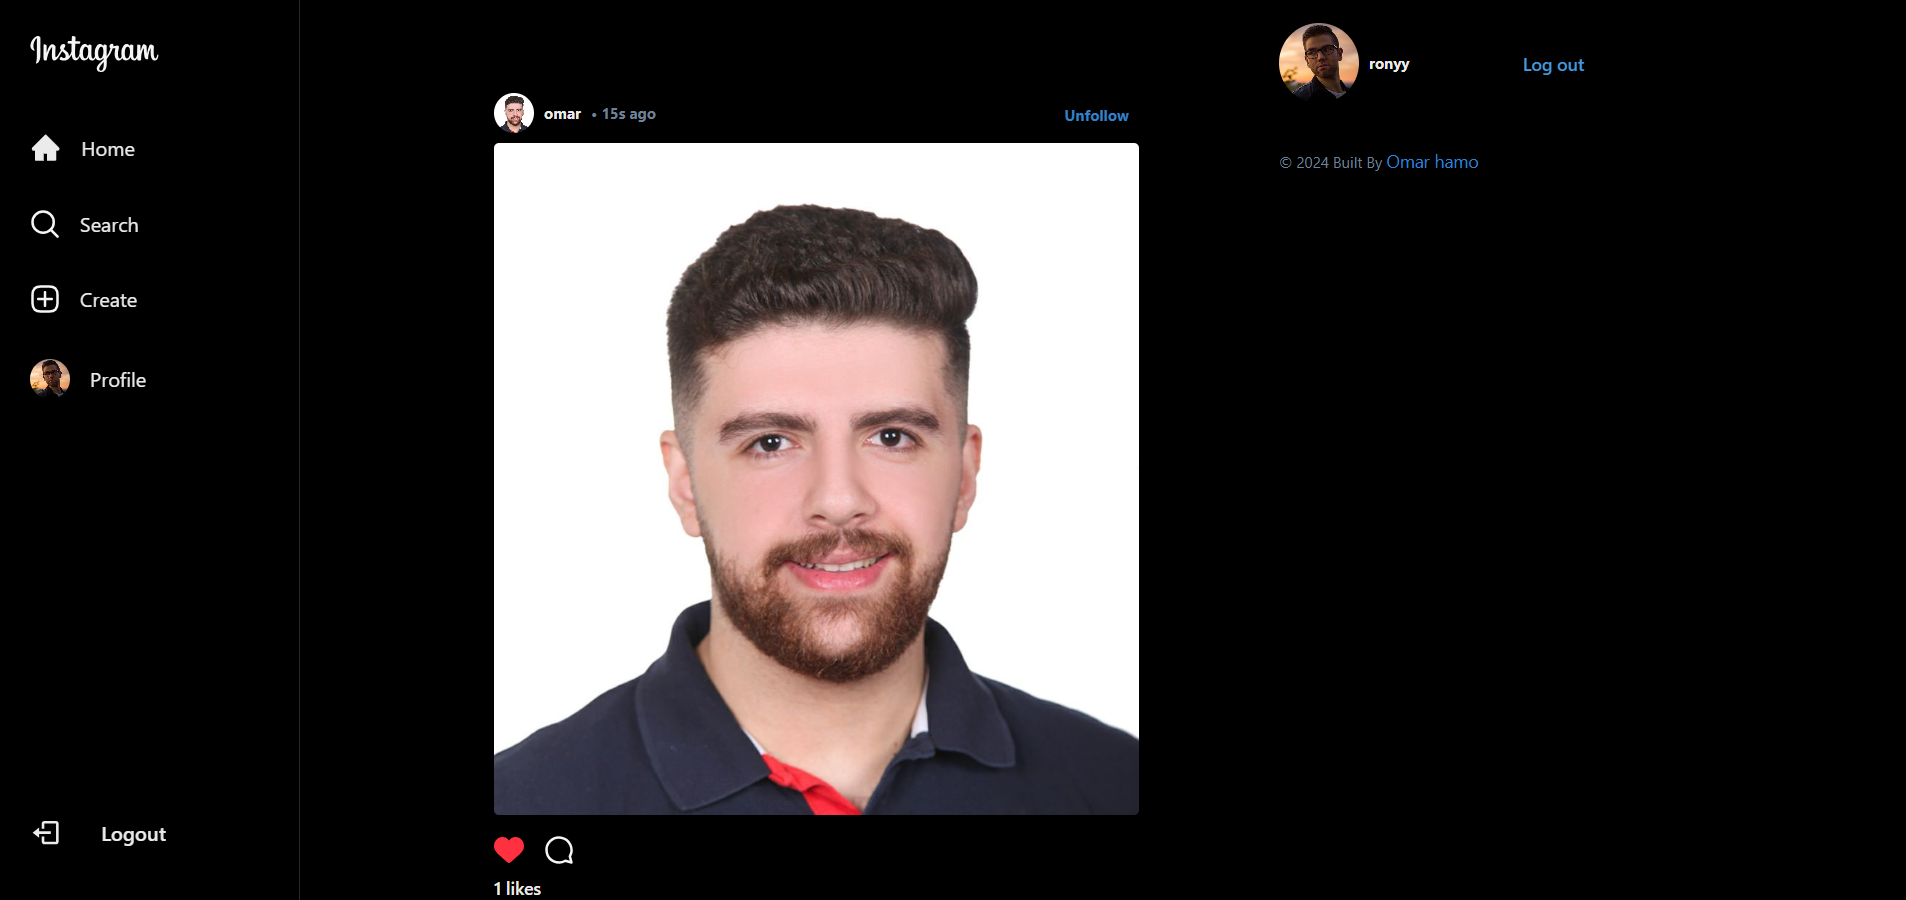 Instagram
Home
Search
Create
Profile
Logout
omar • 15s ago
Unfollow
1 likes
ronyy
Log out
© 2024 Built By Omar hamo